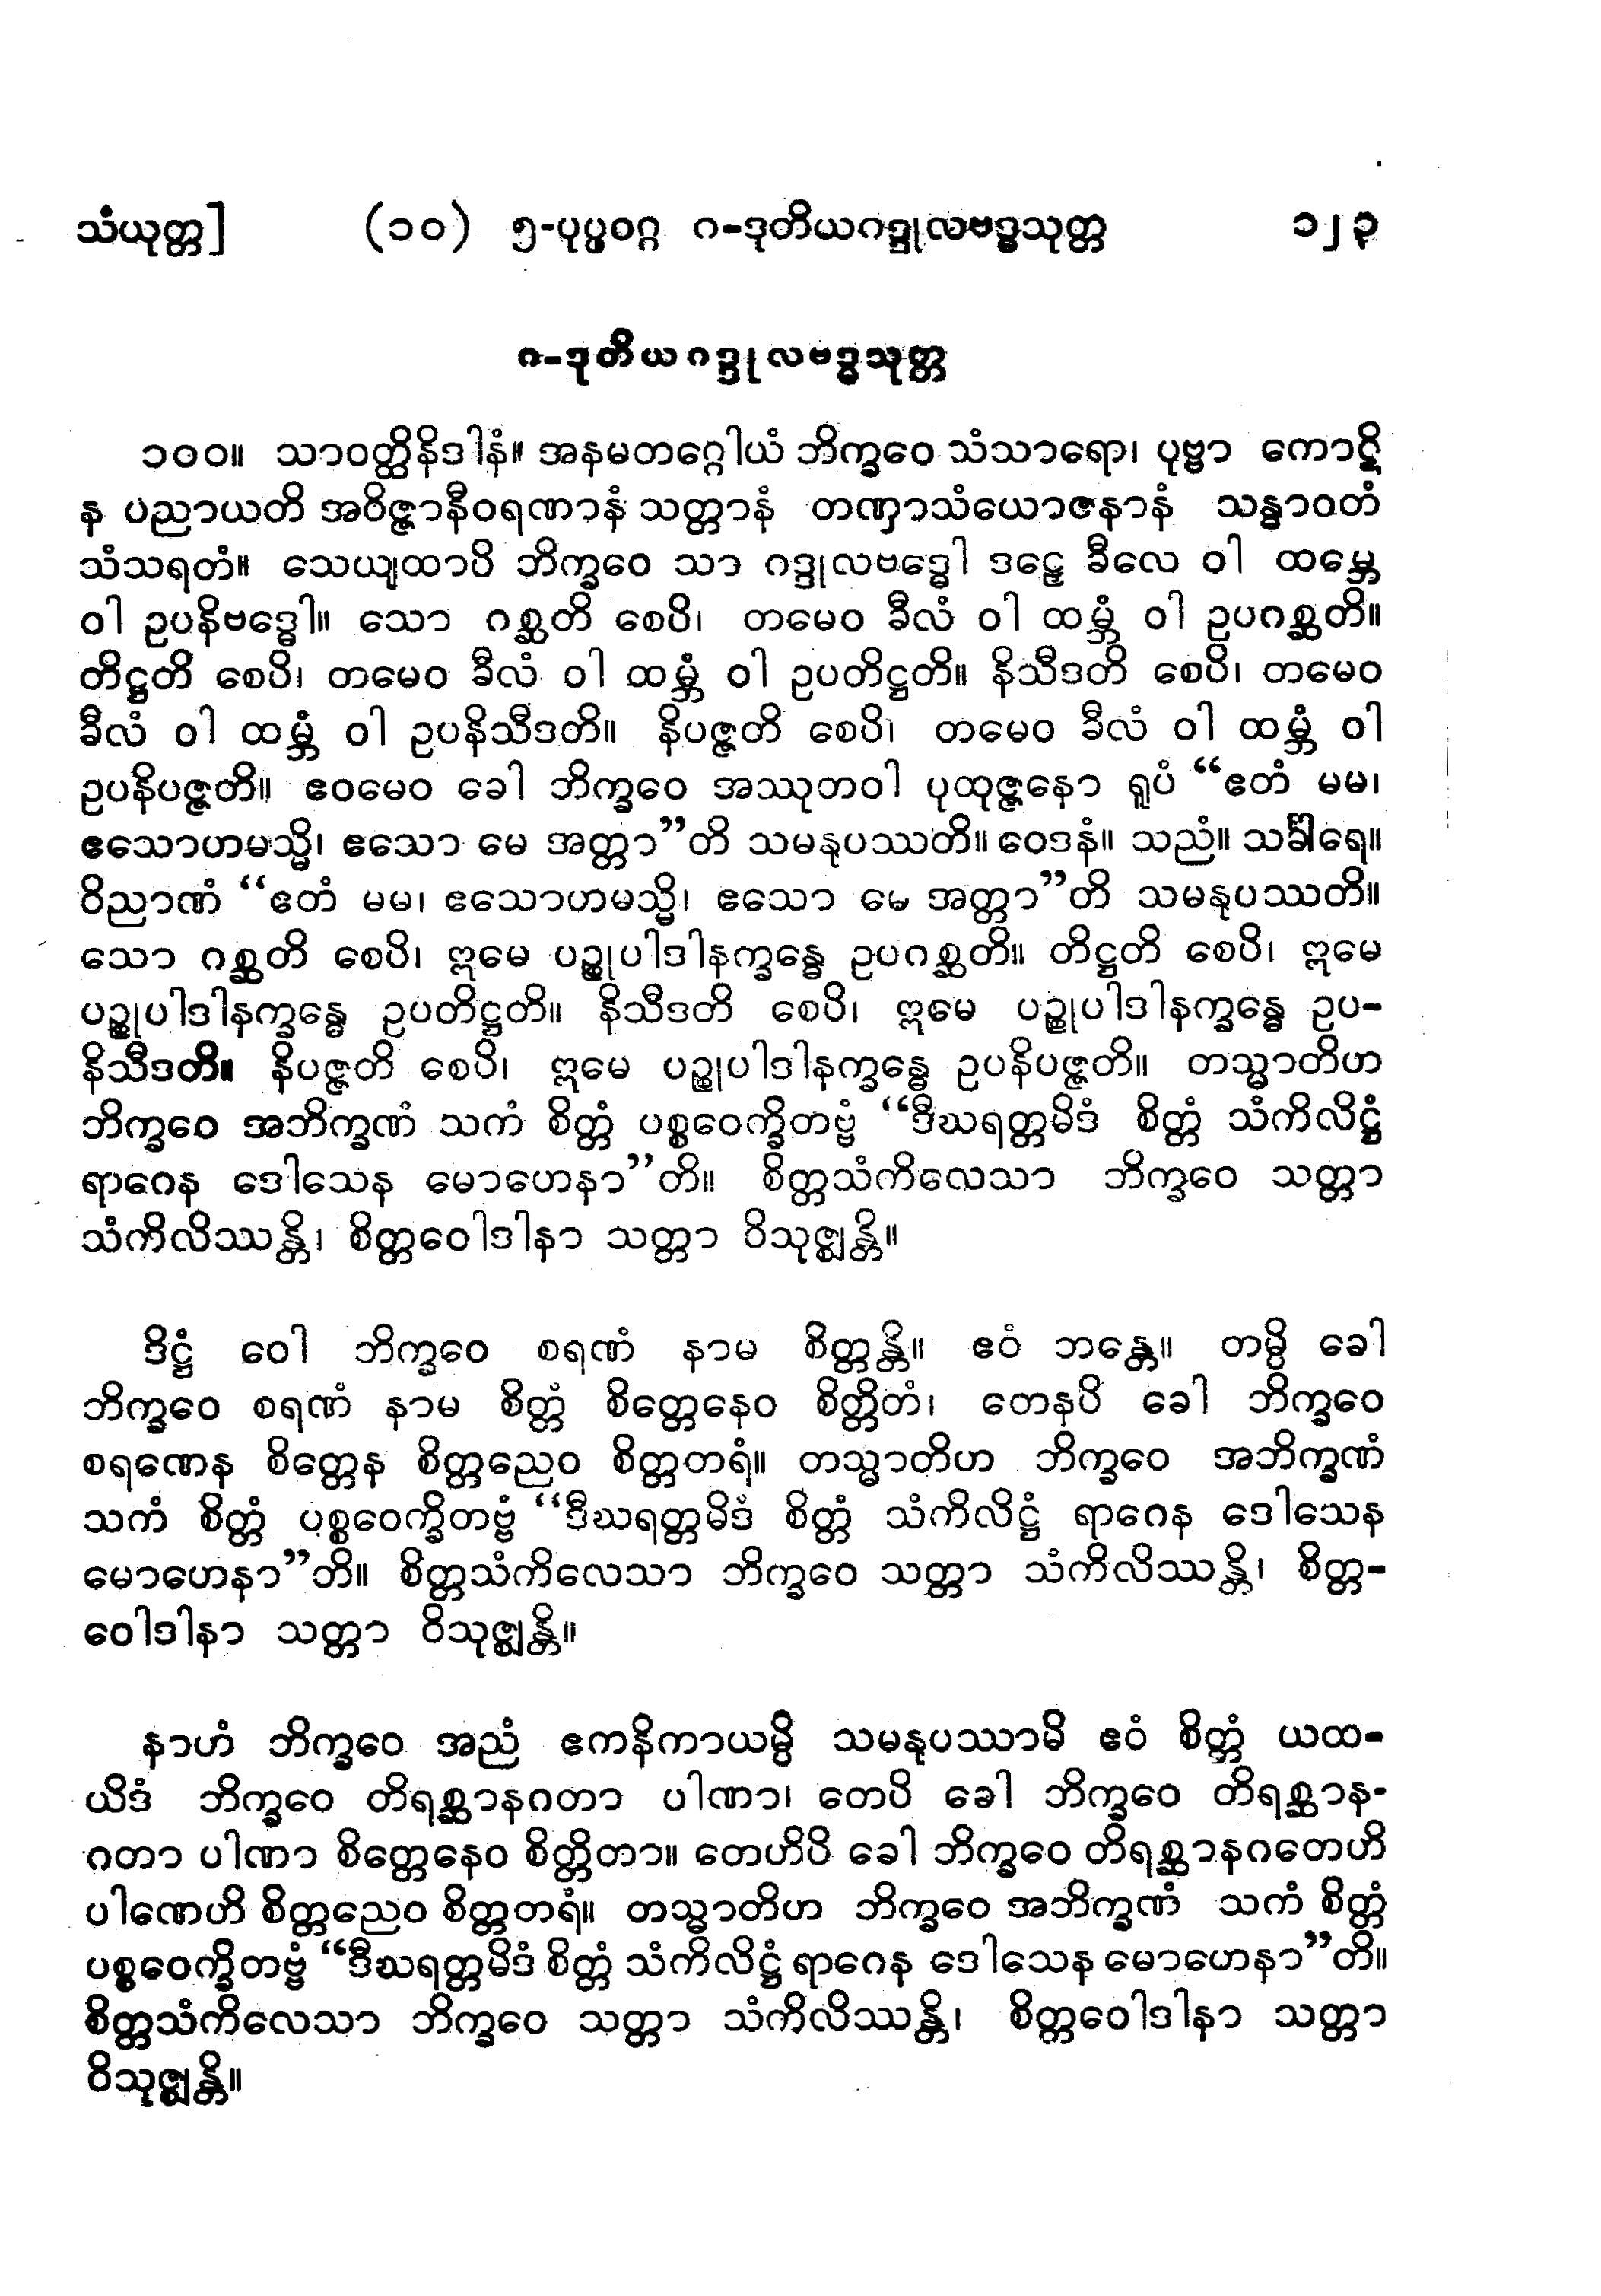 သံယုတ္တ] (၁၀) ၅-ပုပ္ဖဝဂ္ဂ ဂ-ဒုတိယဂဒ္ဒုလဗဒ္ဓသုတ္တ ၁၂၃
ဂ-ဒုတိယဂဒ္ဒုလဗဒ္ဓသုတ္တ
၁၀၀။ သာဝတ္ထိနိဒါနံ။ အနမတဂ္ဂေါယံ ဘိက္ခဝေ သံသာရော၊ ပုဗ္ဗာ ကောဋိ
န ပညာယတိ အဝိဇ္ဇာနီဝရဏာနံ သတ္တာနံ တဏှာသံယောဇနာနံ သန္ဓာဝတံ
သံသရတံ။ သေယျထာပိ ဘိက္ခဝေ သာ ဂဒ္ဒုလဗဒ္ဓေါ ဒဠှေ ခီလေ ဝါ ထမ္ဘေ
ဝါ ဥပနိဗဒ္ဓေါ။ သော ဂစ္ဆတိ စေပိ၊ တမေဝ ခီလံ ဝါ ထမ္ဘံ ဝါ ဥပဂစ္ဆတိ။
တိဋ္ဌတိ စေပိ၊ တမေဝ ခီလံ ဝါ ထမ္ဘံ ဝါ ဥပတိဋ္ဌတိ။ နိသီဒတိ စေပိ၊ တမေဝ
ခီလံ ဝါ ထမ္ဘံ ဝါ ဥပနိသီဒတိ။ နိပဇ္ဇတိ စေပိ၊ တမေဝ ခီလံ ဝါ ထမ္ဘံ ဝါ
ဥပနိပဇ္ဇတိ။ ဧဝမေဝ ခေါ ဘိက္ခဝေ အဿုတဝါ ပုထုဇ္ဇနော ရူပံ “ဧတံ မမ၊
ဧသောဟမသ္မိ၊ ဧသော မေ အတ္တာ”တိ သမနုပဿတိ။ ဝေဒနံ။ သညံ။ သင်္ခါရေ။
ဝိညာဏံ “ဧတံ မမ၊ ဧသောဟမသ္မိ၊ ဧသော မေ အတ္တာ”တိ သမနုပဿတိ။
သော ဂစ္ဆတိ စေပိ၊ ဣမေ ပဉ္စုပါဒါနက္ခန္ဓေ ဥပဂစ္ဆတိ။ တိဋ္ဌတိ စေပိ၊ ဣမေ
ပဉ္စုပါဒါနက္ခန္ဓေ ဥပတိဋ္ဌတိ။ နိသီဒတိ စေပိ၊ ဣမေ ပဉ္စုပါဒါနက္ခန္ဓေ ဥပ-
နိသီဒတိ။ နိပဇ္ဇတိ စေပိ၊ ဣမေ ပဉ္စုပါဒါနက္ခန္ဓေ ဥပနိပဇ္ဇတိ။ တသ္မာတိဟ
ဘိက္ခဝေ အဘိက္ခဏံ သကံ စိတ္တံ ပစ္စဝေက္ခိတဗ္ဗံ “ဒီဃရတ္တမိဒံ စိတ္တံ သံကိလိဋ္ဌံ
ရာဂေန ဒေါသေန မောဟေနာ”တိ။ စိတ္တသံကိလေသာ ဘိက္ခဝေ သတ္တာ
သံကိလိဿန္တိ၊ စိတ္တဝေါဒါနာ သတ္တာ ဝိသုဇ္ဈန္တိ။
ဒိဋ္ဌံ ဝေါ ဘိက္ခဝေ စရဏံ နာမ စိတ္တန္တိ။ ဧဝံ ဘန္တေ။ တမ္ပိ ခေါ
ဘိက္ခဝေ စရဏံ နာမ စိတ္တံ စိတ္တေနေဝ စိတ္တိတံ၊ တေနပိ ခေါ ဘိက္ခဝေ
စရဏေန စိတ္တေန စိတ္တညေဝ စိတ္တတရံ။ တသ္မာတိဟ ဘိက္ခဝေ အဘိက္ခဏံ
သကံ စိတ္တံ ပစ္စဝေက္ခိတဗ္ဗံ “ဒီဃရတ္တမိဒံ စိတ္တံ သံကိလိဋ္ဌံ ရာဂေန ဒေါသေန
မောဟေနာ”တိ။ စိတ္တသံကိလေသာ ဘိက္ခဝေ သတ္တာ သံကိလိဿန္တိ၊ စိတ္တ-
ဝေါဒါနာ သတ္တာ ဝိသုဇ္ဈန္တိ။
နာဟံ ဘိက္ခဝေ အညံ ဧကနိကာယမ္ပိ သမနုပဿာမိ ဧဝံ စိတ္တံ ယထ-
ယိဒံ ဘိက္ခဝေ တိရစ္ဆာနဂတာ ပါဏာ၊ တေပိ ခေါ ဘိက္ခဝေ တိရစ္ဆာန-
ဂတာ ပါဏာ စိတ္တေနေဝ စိတ္တိတာ။ တေဟိပိ ခေါ ဘိက္ခဝေ တိရစ္ဆာနဂတေဟိ
ပါဏေဟိ စိတ္တညေဝ စိတ္တတရံ။ တသ္မာတိဟ ဘိက္ခဝေ အဘိက္ခဏံ သကံ စိတ္တံ
ပစ္စဝေက္ခိတဗ္ဗံ “ဒီဃရတ္တမိဒံ စိတ္တံ သံကိလိဋ္ဌံ ရာဂေန ဒေါသေန မောဟေနာ”တိ။
စိတ္တသံကိလေသာ ဘိက္ခဝေ သတ္တာ သံကိလိဿန္တိ၊ စိတ္တဝေါဒါနာ သတ္တာ
ဝိသုဇ္ဈန္တိ။